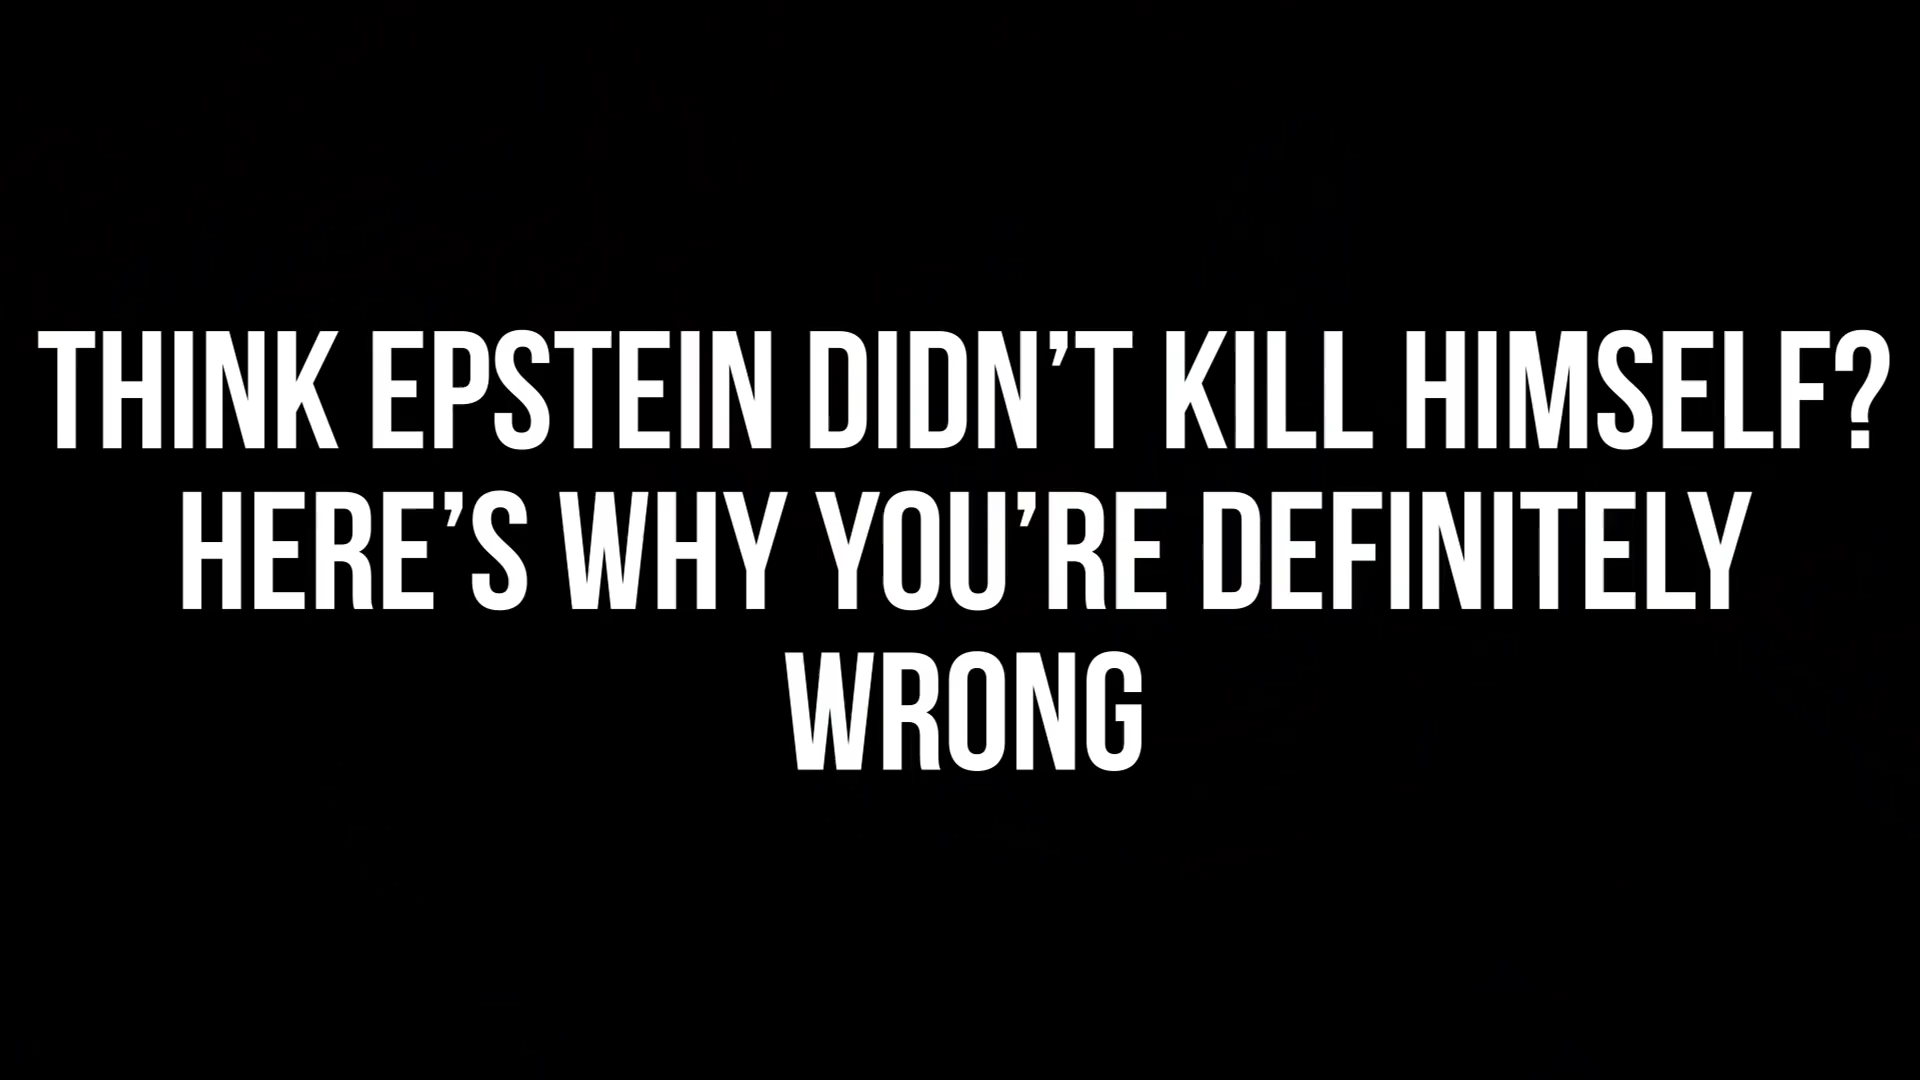 THINK EPSTEIN DIDN’T KILL HIMSELF?
HERE’S WHY YOU’RE DEFINITELY
WRONG